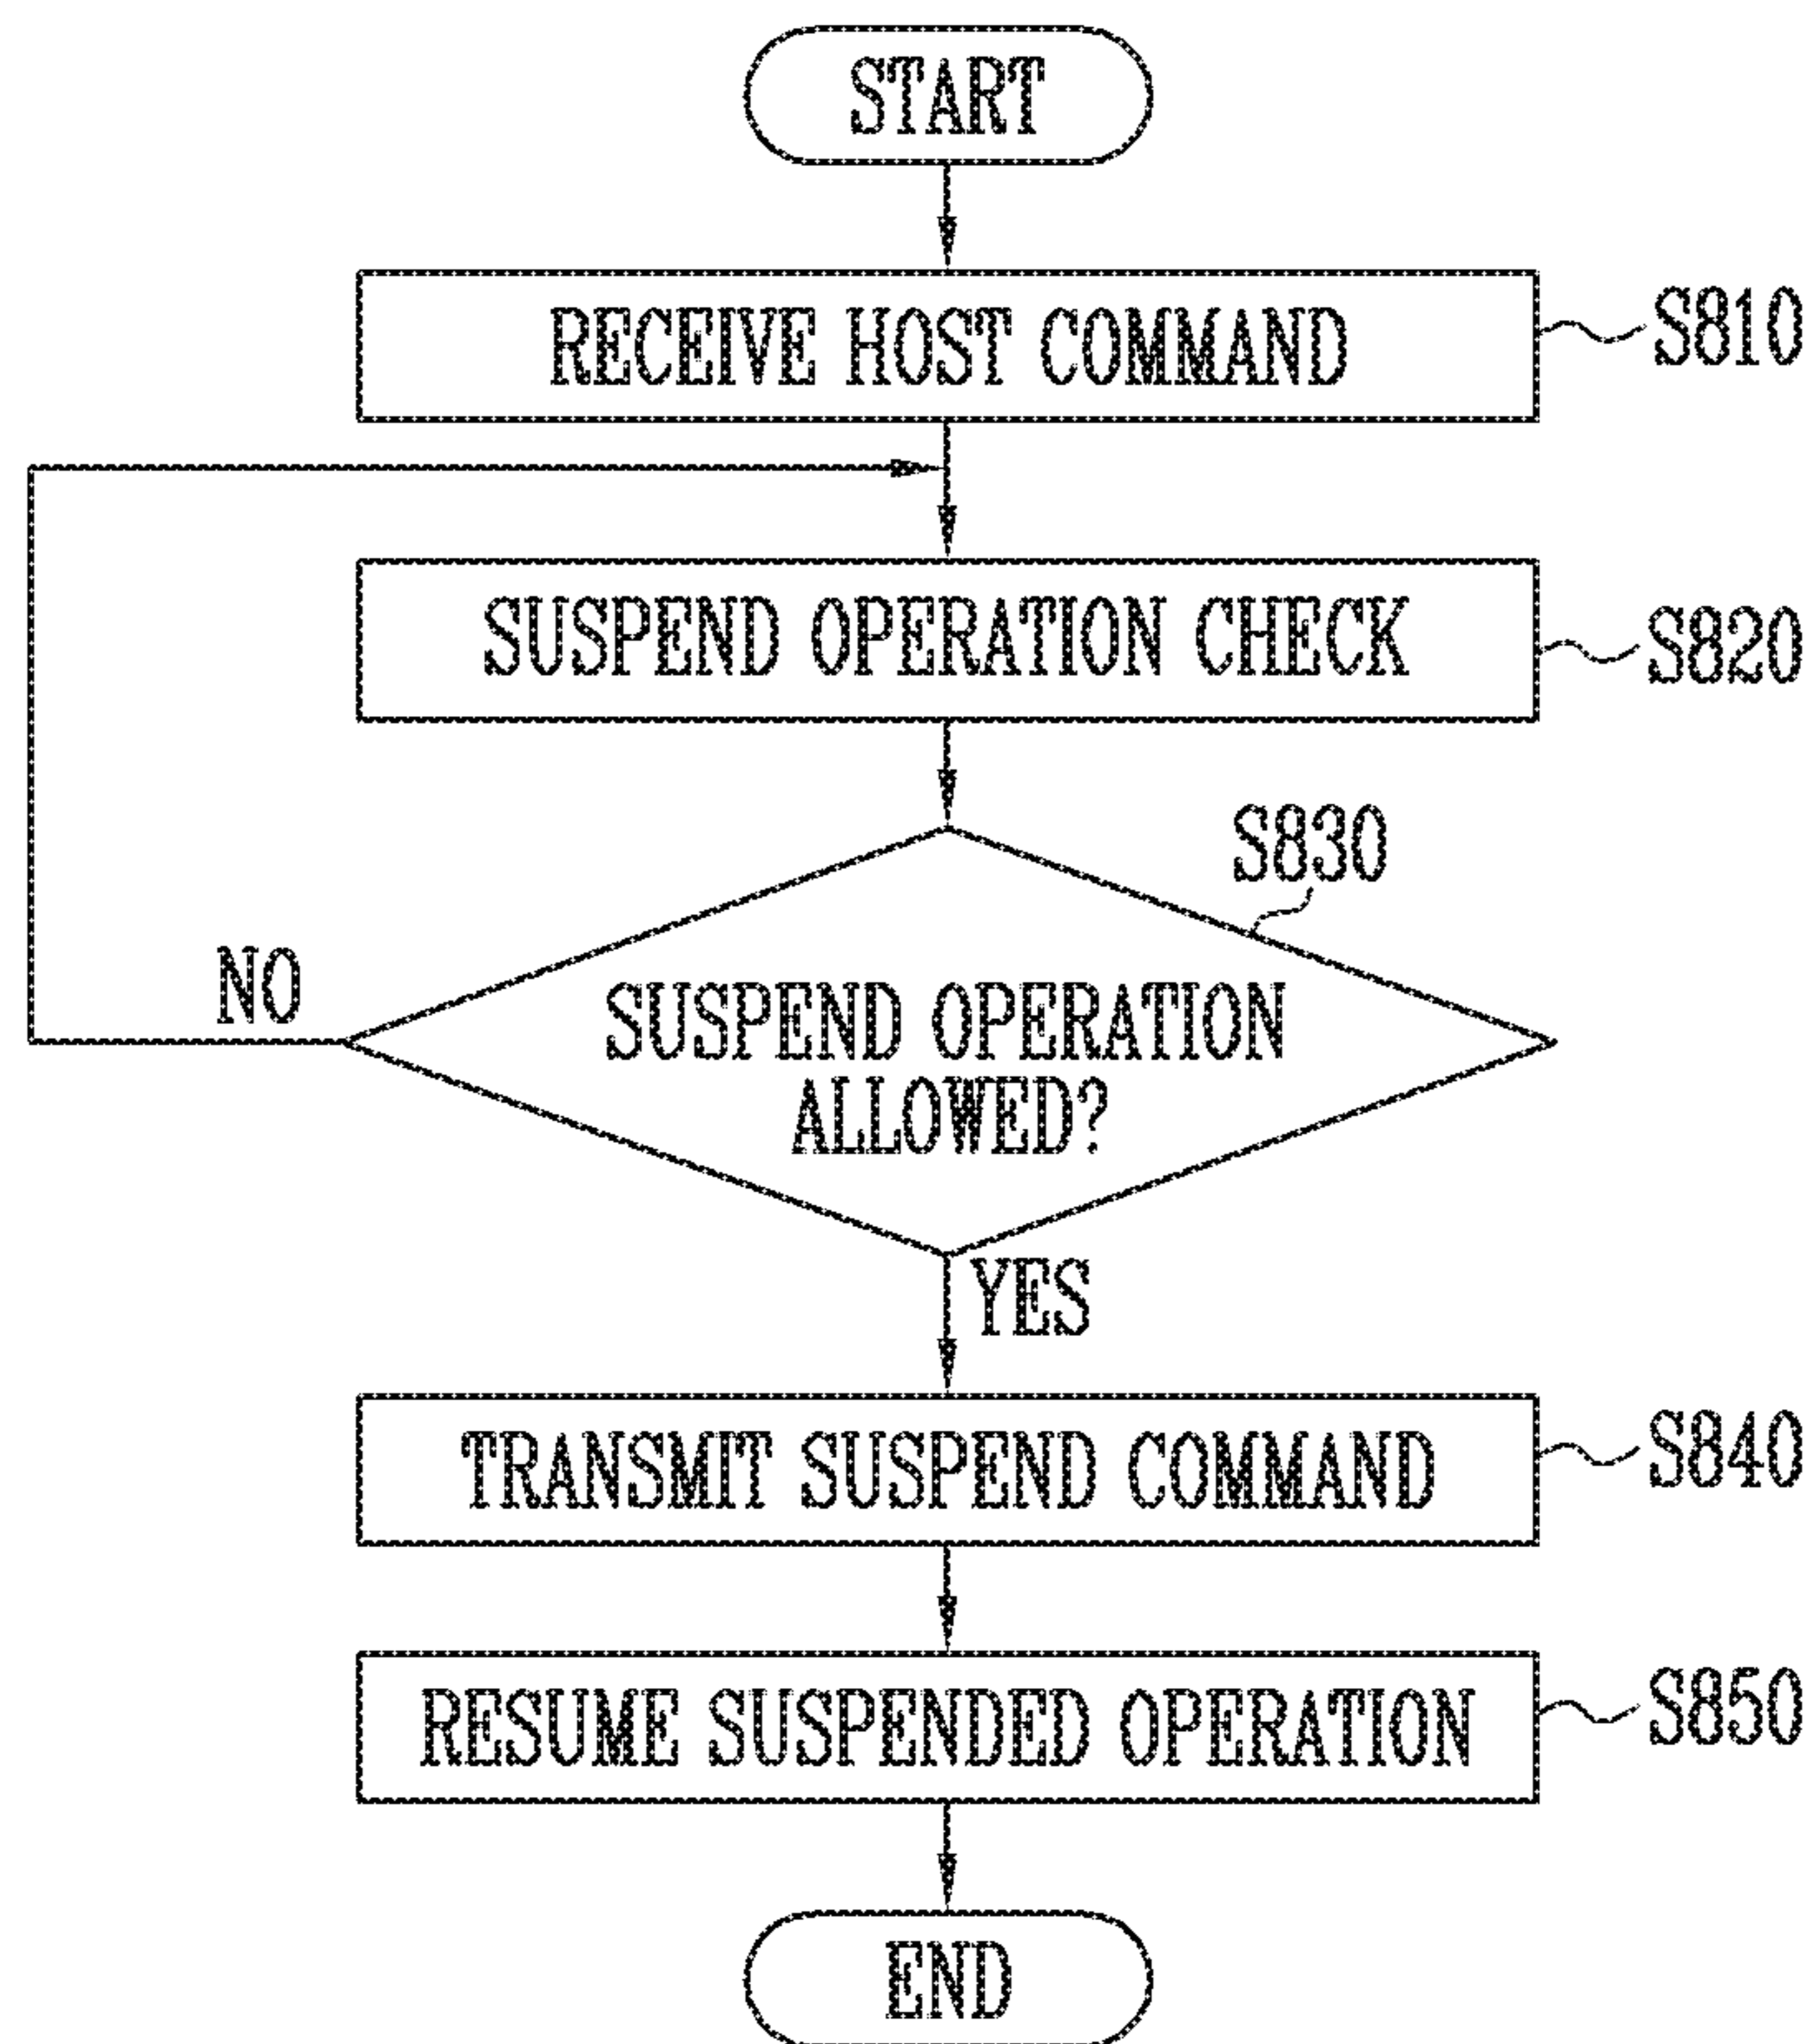 START
RECEIVE HOST COMMAND
S810
SUSPEND OPERATION CHECK
S820
S830
NO
SUSPEND OPERATION
ALLOWED?
YES
TRANSMIT SUSPEND COMMAND
S840
RESUME SUSPENDED OPERATION
S850
END